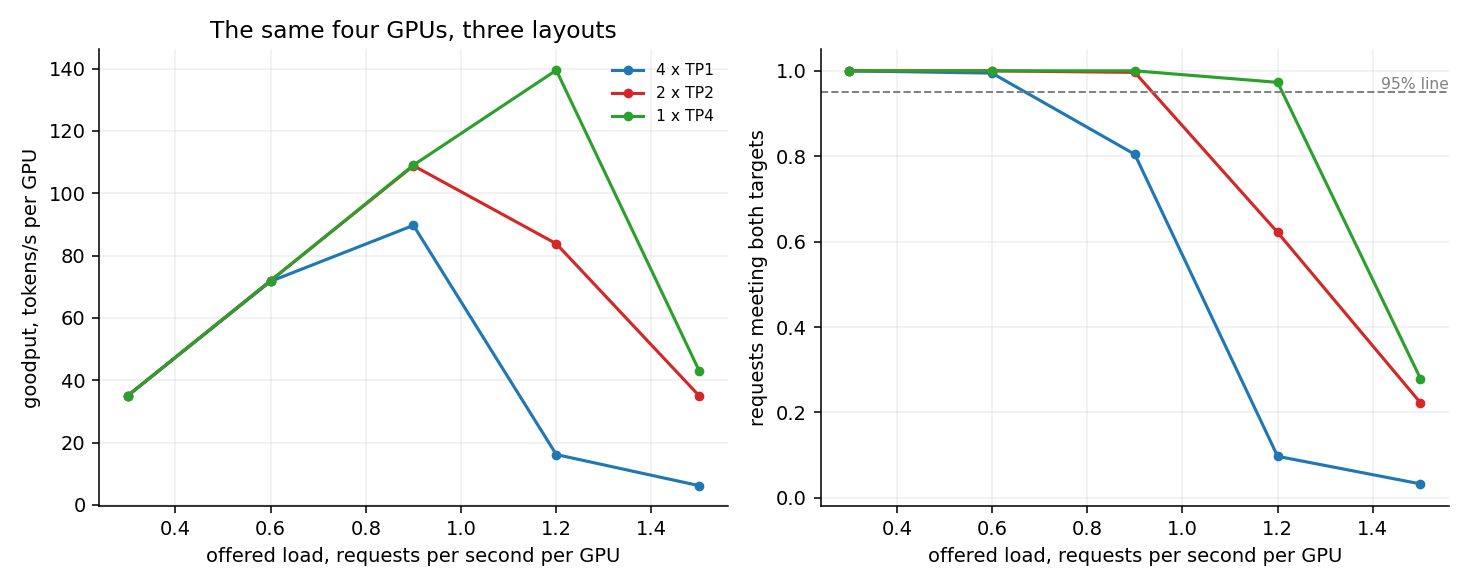 The same four GPUs, three layouts
4 x TP1
2 x TP2
1 x TP4
goodput, tokens/s per GPU
140
120
100
80
60
40
20
0
0.4
0.6
0.8
1.0
1.2
1.4
offered load, requests per second per GPU
95% line
requests meeting both targets
1.0
0.8
0.6
0.4
0.2
0.0
0.4
0.6
0.8
1.0
1.2
1.4
offered load, requests per second per GPU